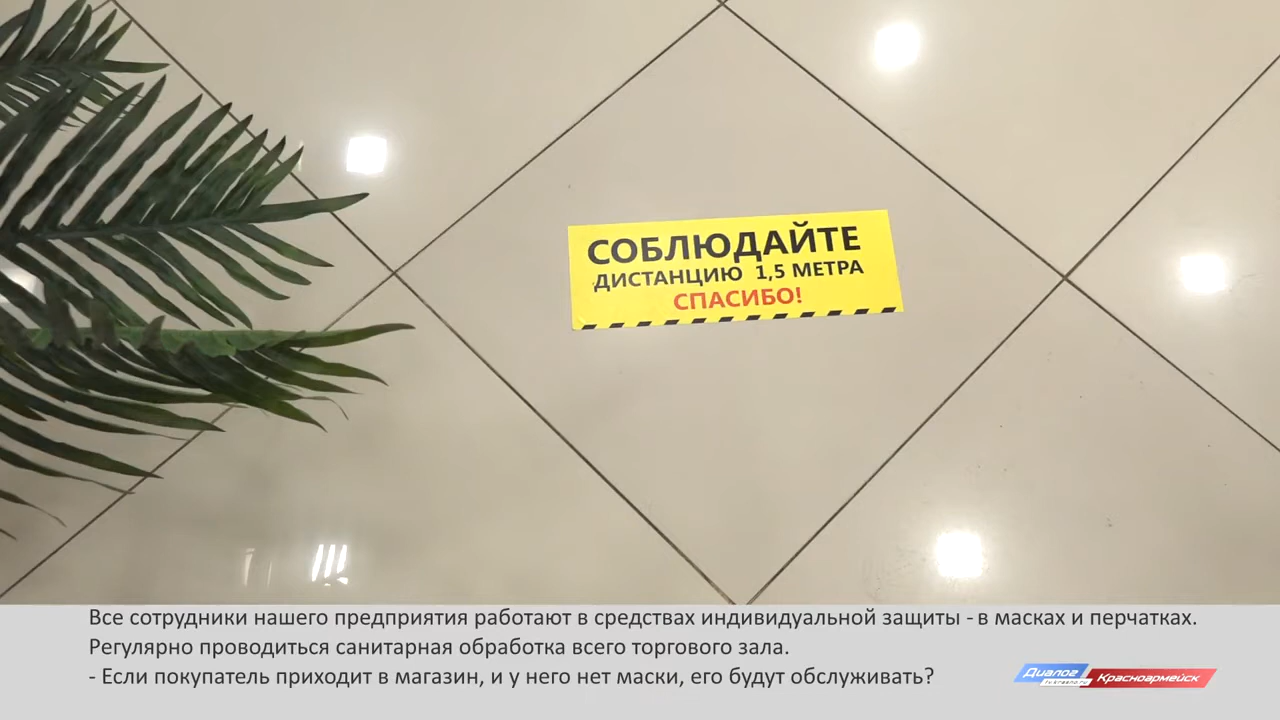 СОБЛЮДАЙТЕ
ДИСТАНЦИЮ 1,5 МЕТРА
СПАСИБО!
Все сотрудники нашего предприятия работают в средствах индивидуальной защиты - в масках и перчатках.
Регулярно проводиться санитарная обработка всего торгового зала.
- Если покупатель приходит в магазин, и у него нет маски, его будут обслуживать?
Диалог
Красноармейск